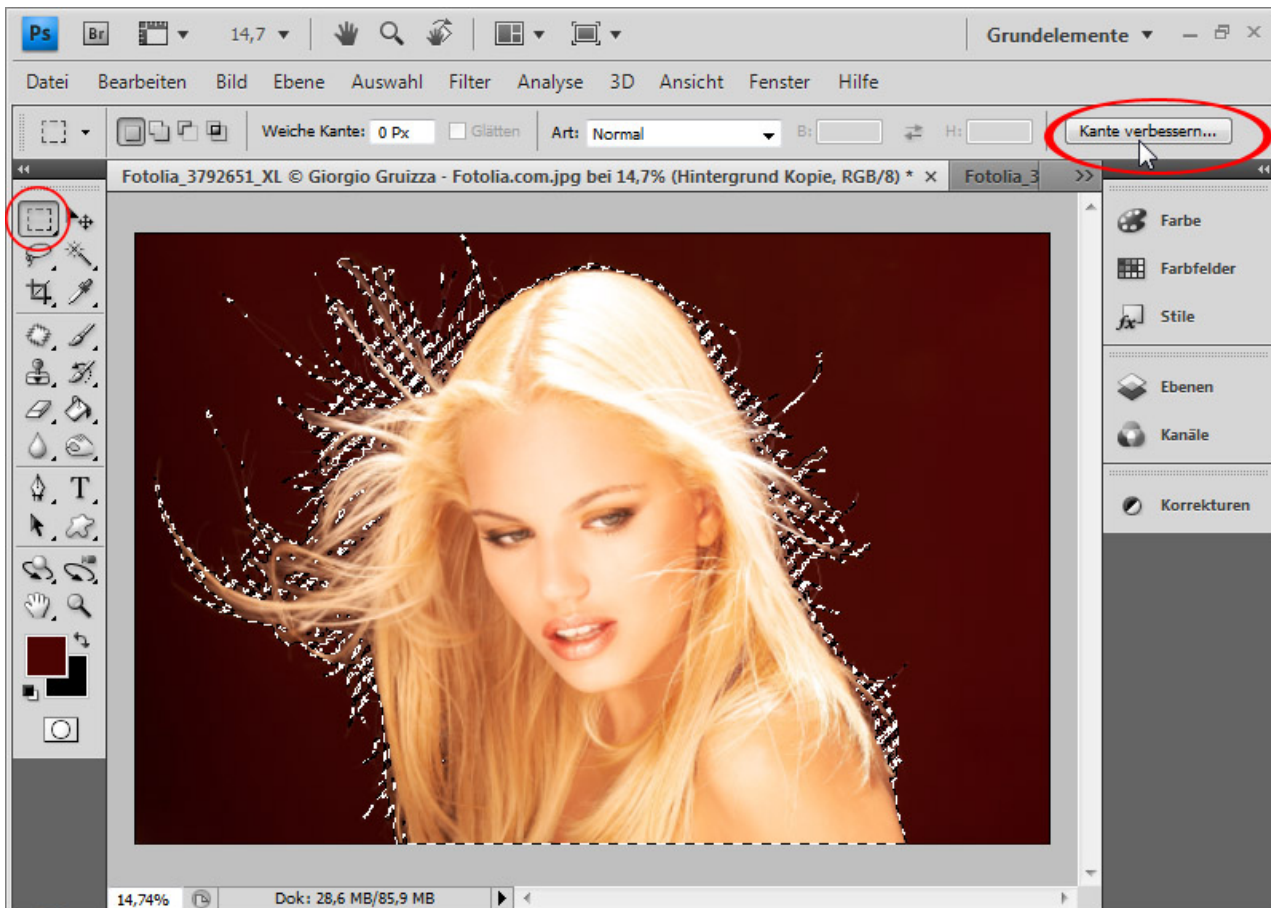 Ps Br 14,7 Grundelemente
Datei Bearbeiten Bild Ebene Auswahl Filter Analyse 3D Ansicht Fenster Hilfe
Weiche Kante: 0 Px Glätten Art: Normal B: H: Kante verbessern...
Fotolia_3792651_XL © Giorgio Gruizza - Fotolia.com.jpg bei 14,7% (Hintergrund Kopie, RGB/8) * × Fotolia_3
Farbe
Farbfelder
Stile
Ebenen
Kanäle
Korrekturen
14,74% Dok: 28,6 MB/85,9 MB